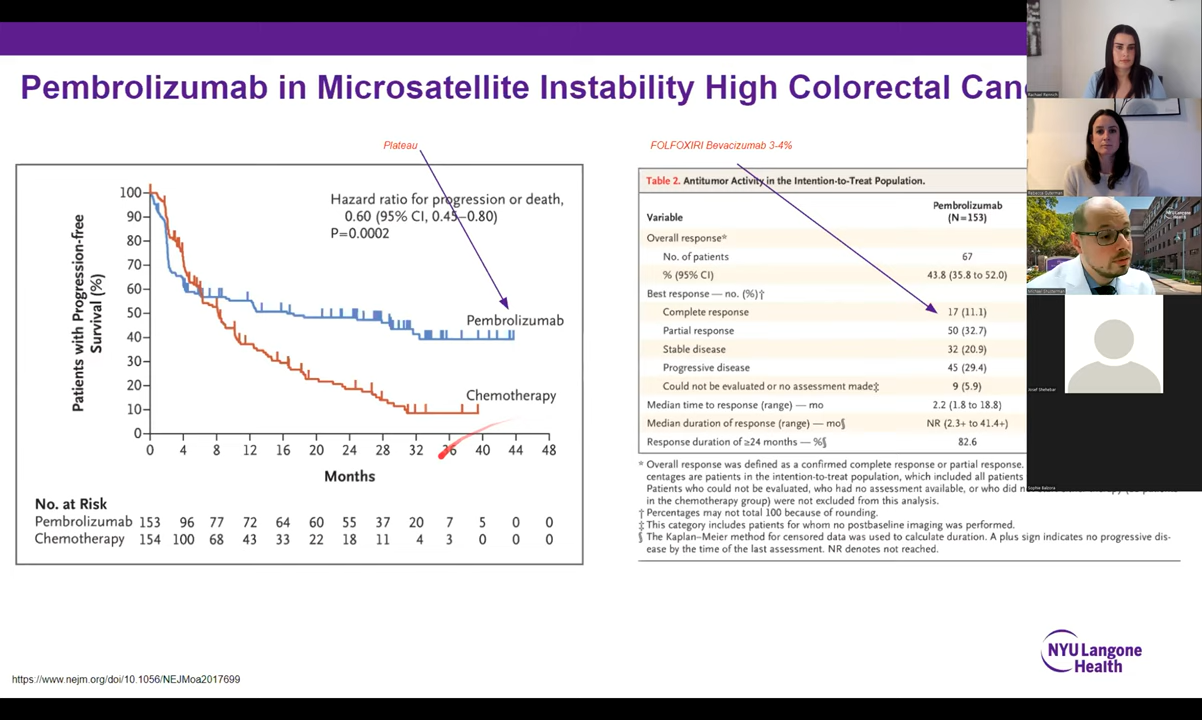 Pembrolizumab in Microsatellite Instability High Colorectal Can
Plateau
FOLFOXIRI Bevacizumab 3-4%
Patients with Progression-free
Survival (%)
100
90
80
70
60
50
40
30
20
10
0
Hazard ratio for progression or death,
0.60 (95% CI, 0.45–0.80)
P=0.0002
Pembrolizumab
Chemotherapy
0 4 8 12 16 20 24 28 32 36 40 44 48
Months
No. at Risk
Pembrolizumab 153 96 77 72 64 60 55 37 20 7 5 0 0
Chemotherapy 154 100 68 43 33 22 18 11 4 3 0 0 0
Table 2. Antitumor Activity in the Intention-to-Treat Population.
Variable Pembrolizumab
(N=153)
Overall response*
No. of patients 67
% (95% CI) 43.8 (35.8 to 52.0)
Best response — no. (%)†
Complete response 17 (11.1)
Partial response 50 (32.7)
Stable disease 32 (20.9)
Progressive disease 45 (29.4)
Could not be evaluated or no assessment made‡ 9 (5.9)
Median time to response (range) — mo 2.2 (1.8 to 18.8)
Median duration of response (range) — mo§ NR (2.3+ to 41.4+)
Response duration of ≥24 months — %§ 82.6
* Overall response was defined as a confirmed complete response or partial response.
centages are patients in the intention-to-treat population, which included all patients
Patients who could not be evaluated, who had no assessment available, or who did
in the chemotherapy group) were not excluded from this analysis.
† Percentages may not total 100 because of rounding.
‡ This category includes patients for whom no postbaseline imaging was performed.
§ The Kaplan–Meier method for censored data was used to calculate duration. A plus sign indicates no progressive dis-
ease by the time of the last assessment. NR denotes not reached.
https://www.nejm.org/doi/10.1056/NEJMoa2017699
NYU Langone
Health
NYU Langone
Health